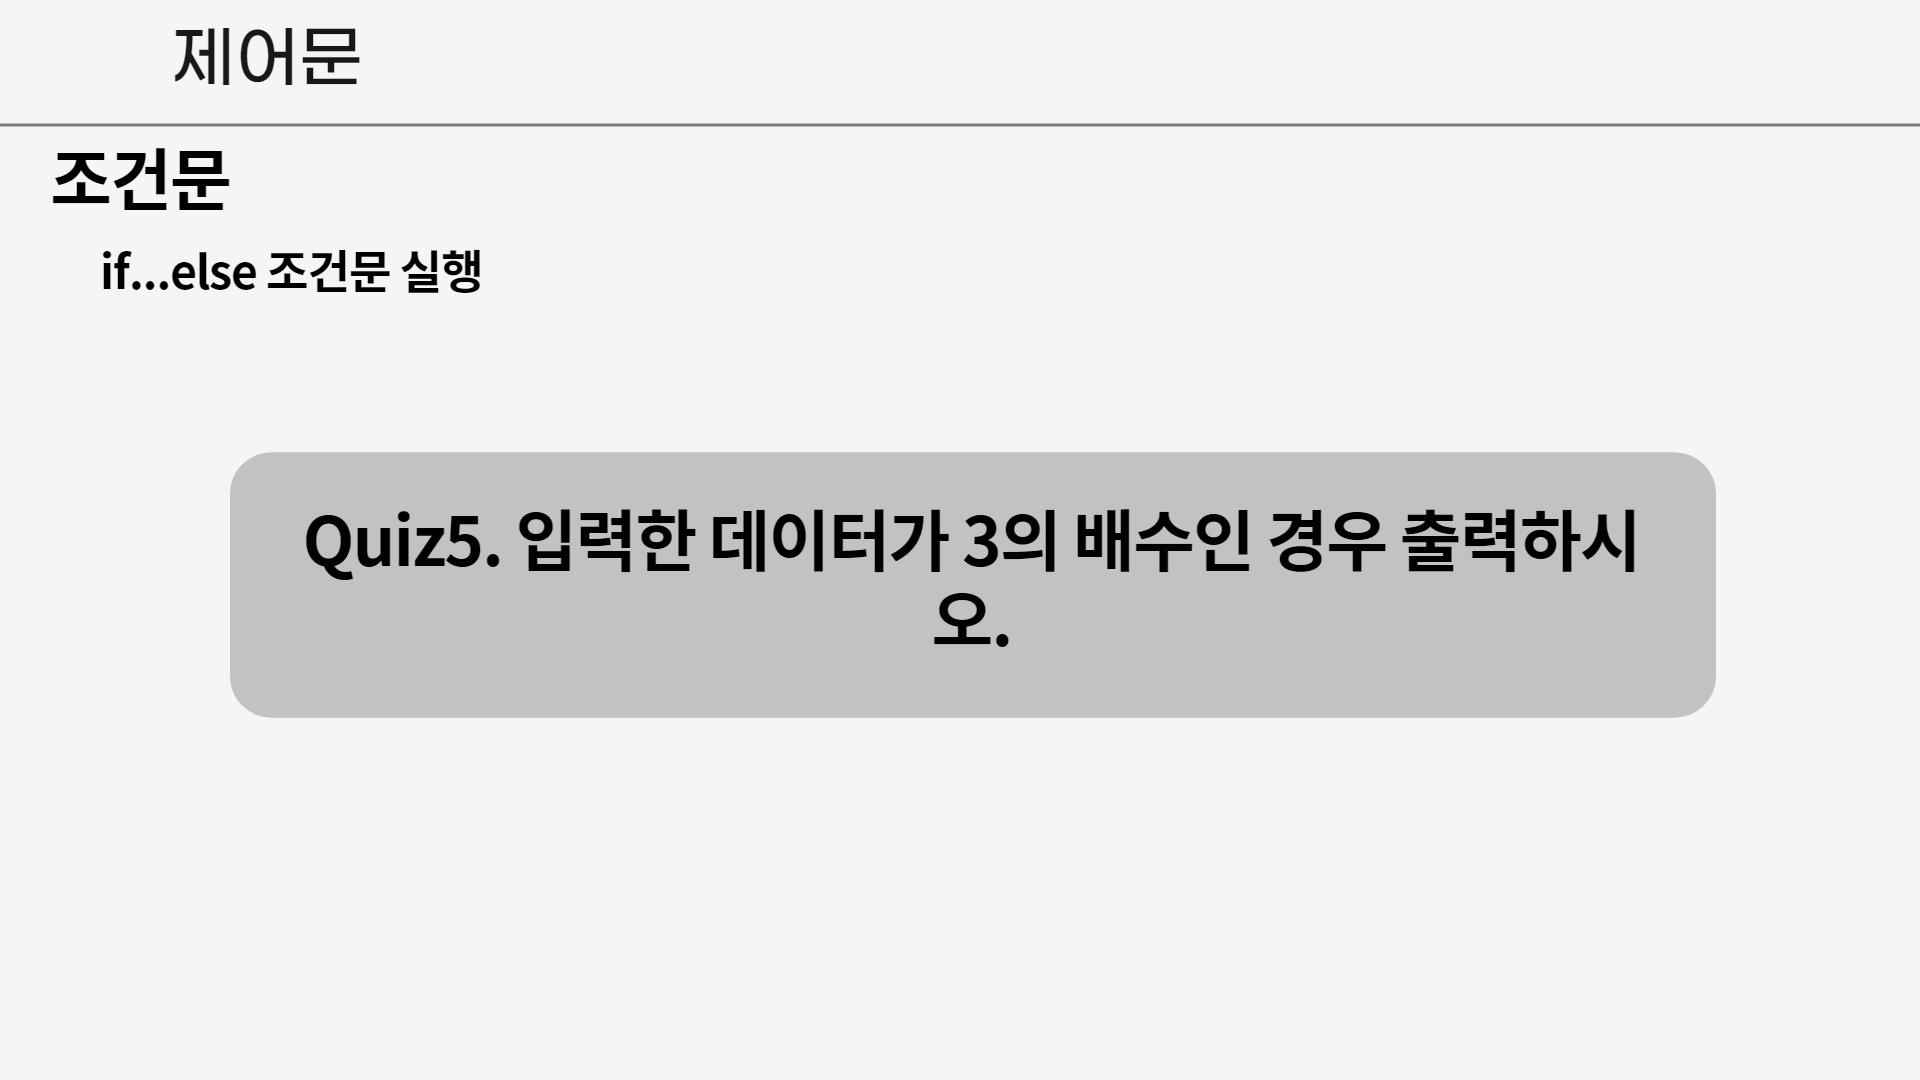 제어문
조건문
if...else 조건문 실행
Quiz5. 입력한 데이터가 3의 배수인 경우 출력하시
오.